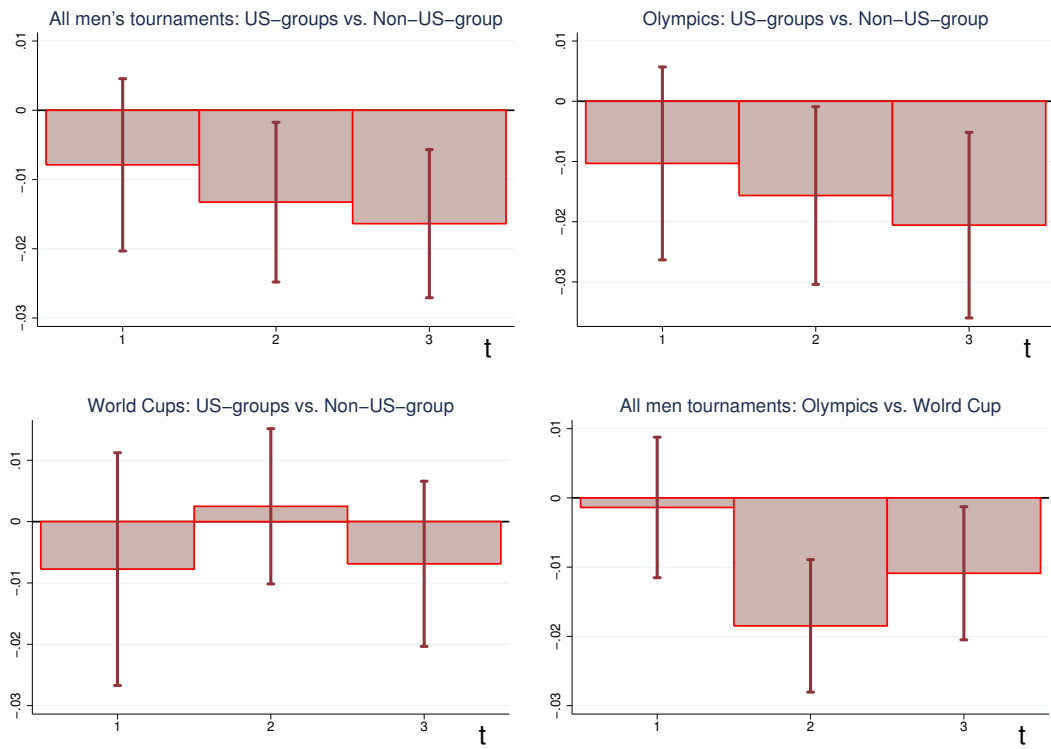 All men's tournaments: US−groups vs. Non−US−group
.01
0
−.01
−.02
−.03
1 2 3
t
Olympics: US−groups vs. Non−US−group
.01
0
−.01
−.02
−.03
1 2 3
t
World Cups: US−groups vs. Non−US−group
.01
0
−.01
−.02
−.03
1 2 3
t
All men tournaments: Olympics vs. Wolrd Cup
.01
0
−.01
−.02
−.03
1 2 3
t